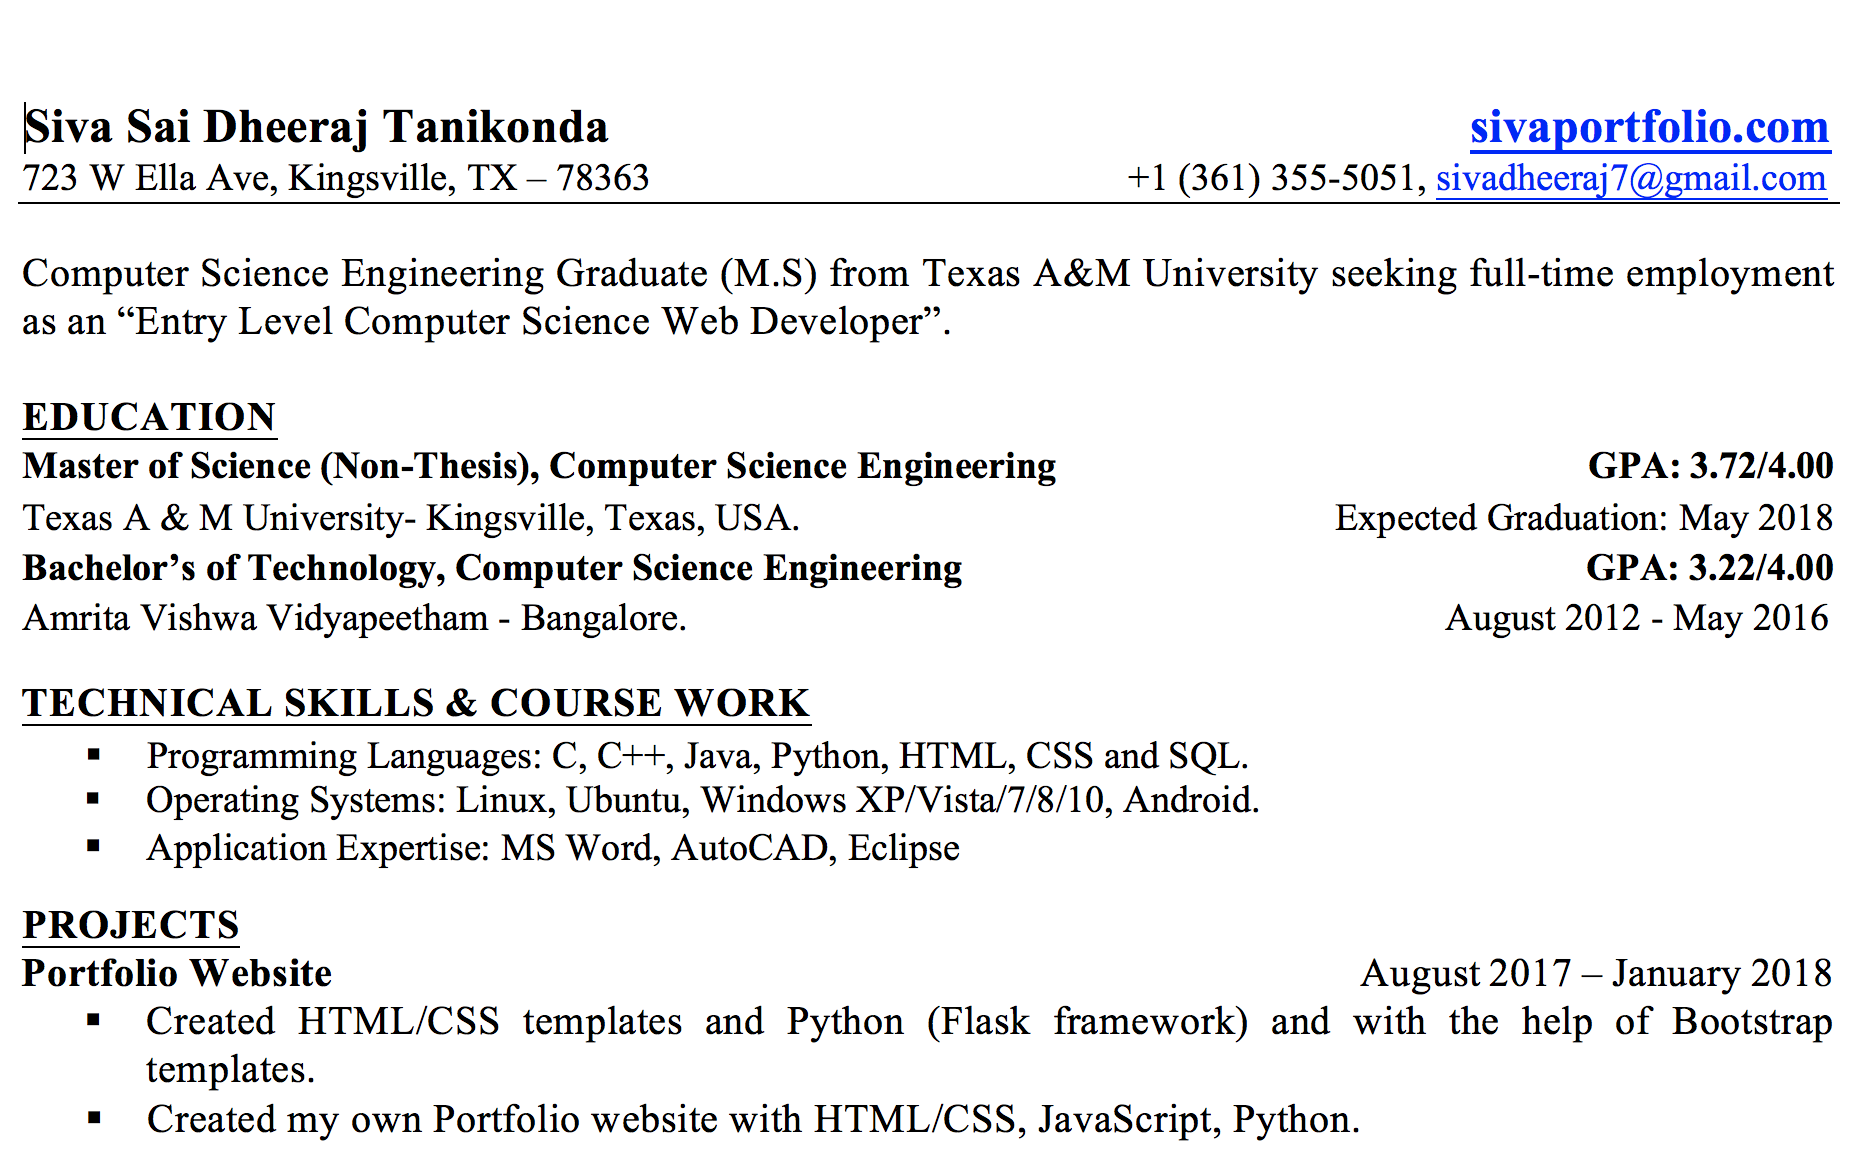 Siva Sai Dheeraj Tanikonda sivaportfolio.com
723 W Ella Ave, Kingsville, TX – 78363 +1 (361) 355-5051, sivadheeraj7@gmail.com
Computer Science Engineering Graduate (M.S) from Texas A&M University seeking full-time employment
as an “Entry Level Computer Science Web Developer”.
EDUCATION
Master of Science (Non-Thesis), Computer Science Engineering GPA: 3.72/4.00
Texas A & M University- Kingsville, Texas, USA. Expected Graduation: May 2018
Bachelor’s of Technology, Computer Science Engineering GPA: 3.22/4.00
Amrita Vishwa Vidyapeetham - Bangalore. August 2012 - May 2016
TECHNICAL SKILLS & COURSE WORK
▪ Programming Languages: C, C++, Java, Python, HTML, CSS and SQL.
▪ Operating Systems: Linux, Ubuntu, Windows XP/Vista/7/8/10, Android.
▪ Application Expertise: MS Word, AutoCAD, Eclipse
PROJECTS
Portfolio Website August 2017 – January 2018
▪ Created HTML/CSS templates and Python (Flask framework) and with the help of Bootstrap
templates.
▪ Created my own Portfolio website with HTML/CSS, JavaScript, Python.